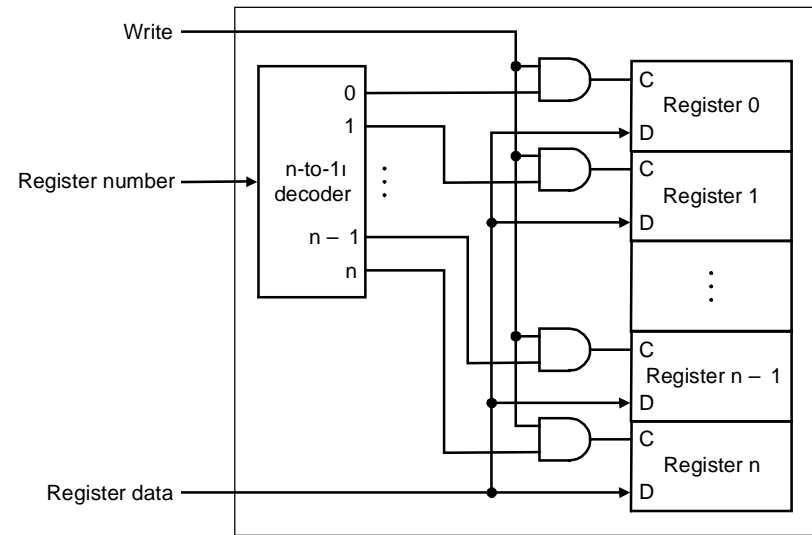 Write
0
1
n-to-1ı
decoder
⋮
n – 1
n
Register number
Register data
C
Register 0
D
C
Register 1
D
⋮
C
Register n – 1
D
C
Register n
D